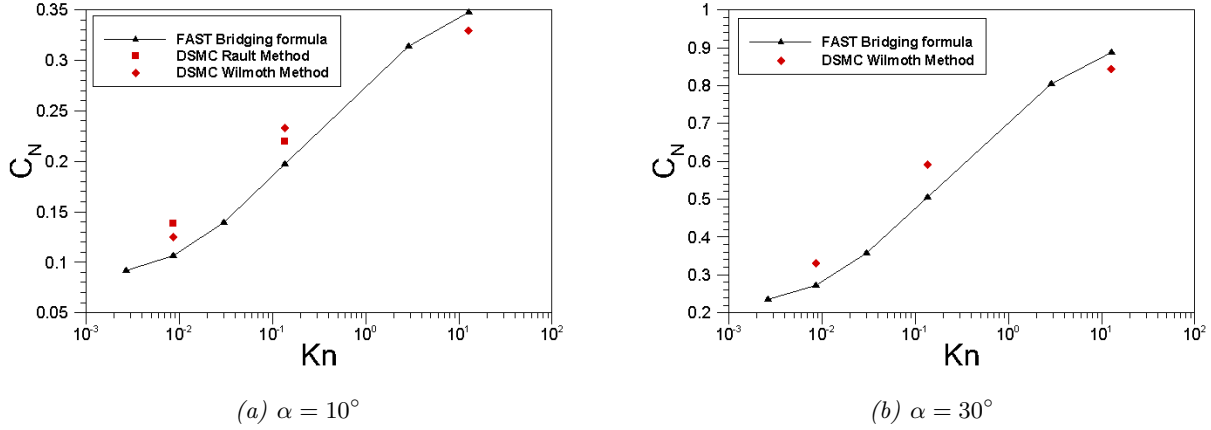 0.35
0.3
0.25
0.2
0.15
0.1
0.05
C_N
FAST Bridging formula
DSMC Rault Method
DSMC Wilmoth Method
10^-3
10^-2
10^-1
10^0
10^1
10^2
Kn
(a) α = 10°
1
0.9
0.8
0.7
0.6
0.5
0.4
0.3
0.2
C_N
FAST Bridging formula
DSMC Wilmoth Method
10^-3
10^-2
10^-1
10^0
10^1
10^2
Kn
(b) α = 30°